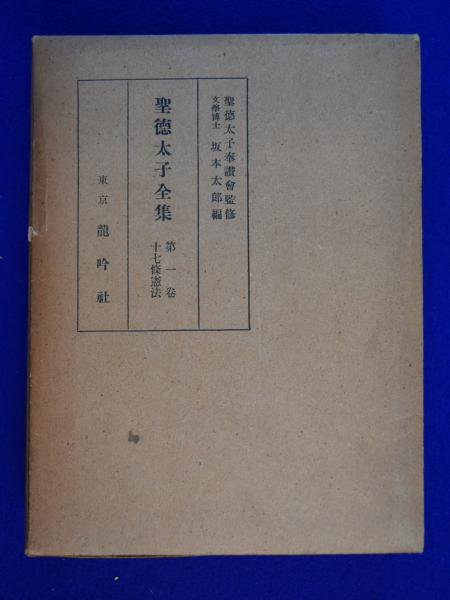 聖德太子奉讃會監修
文學博士 坂本太郎編
聖德太子全集
第一卷
十七條憲法
東京 龍吟社